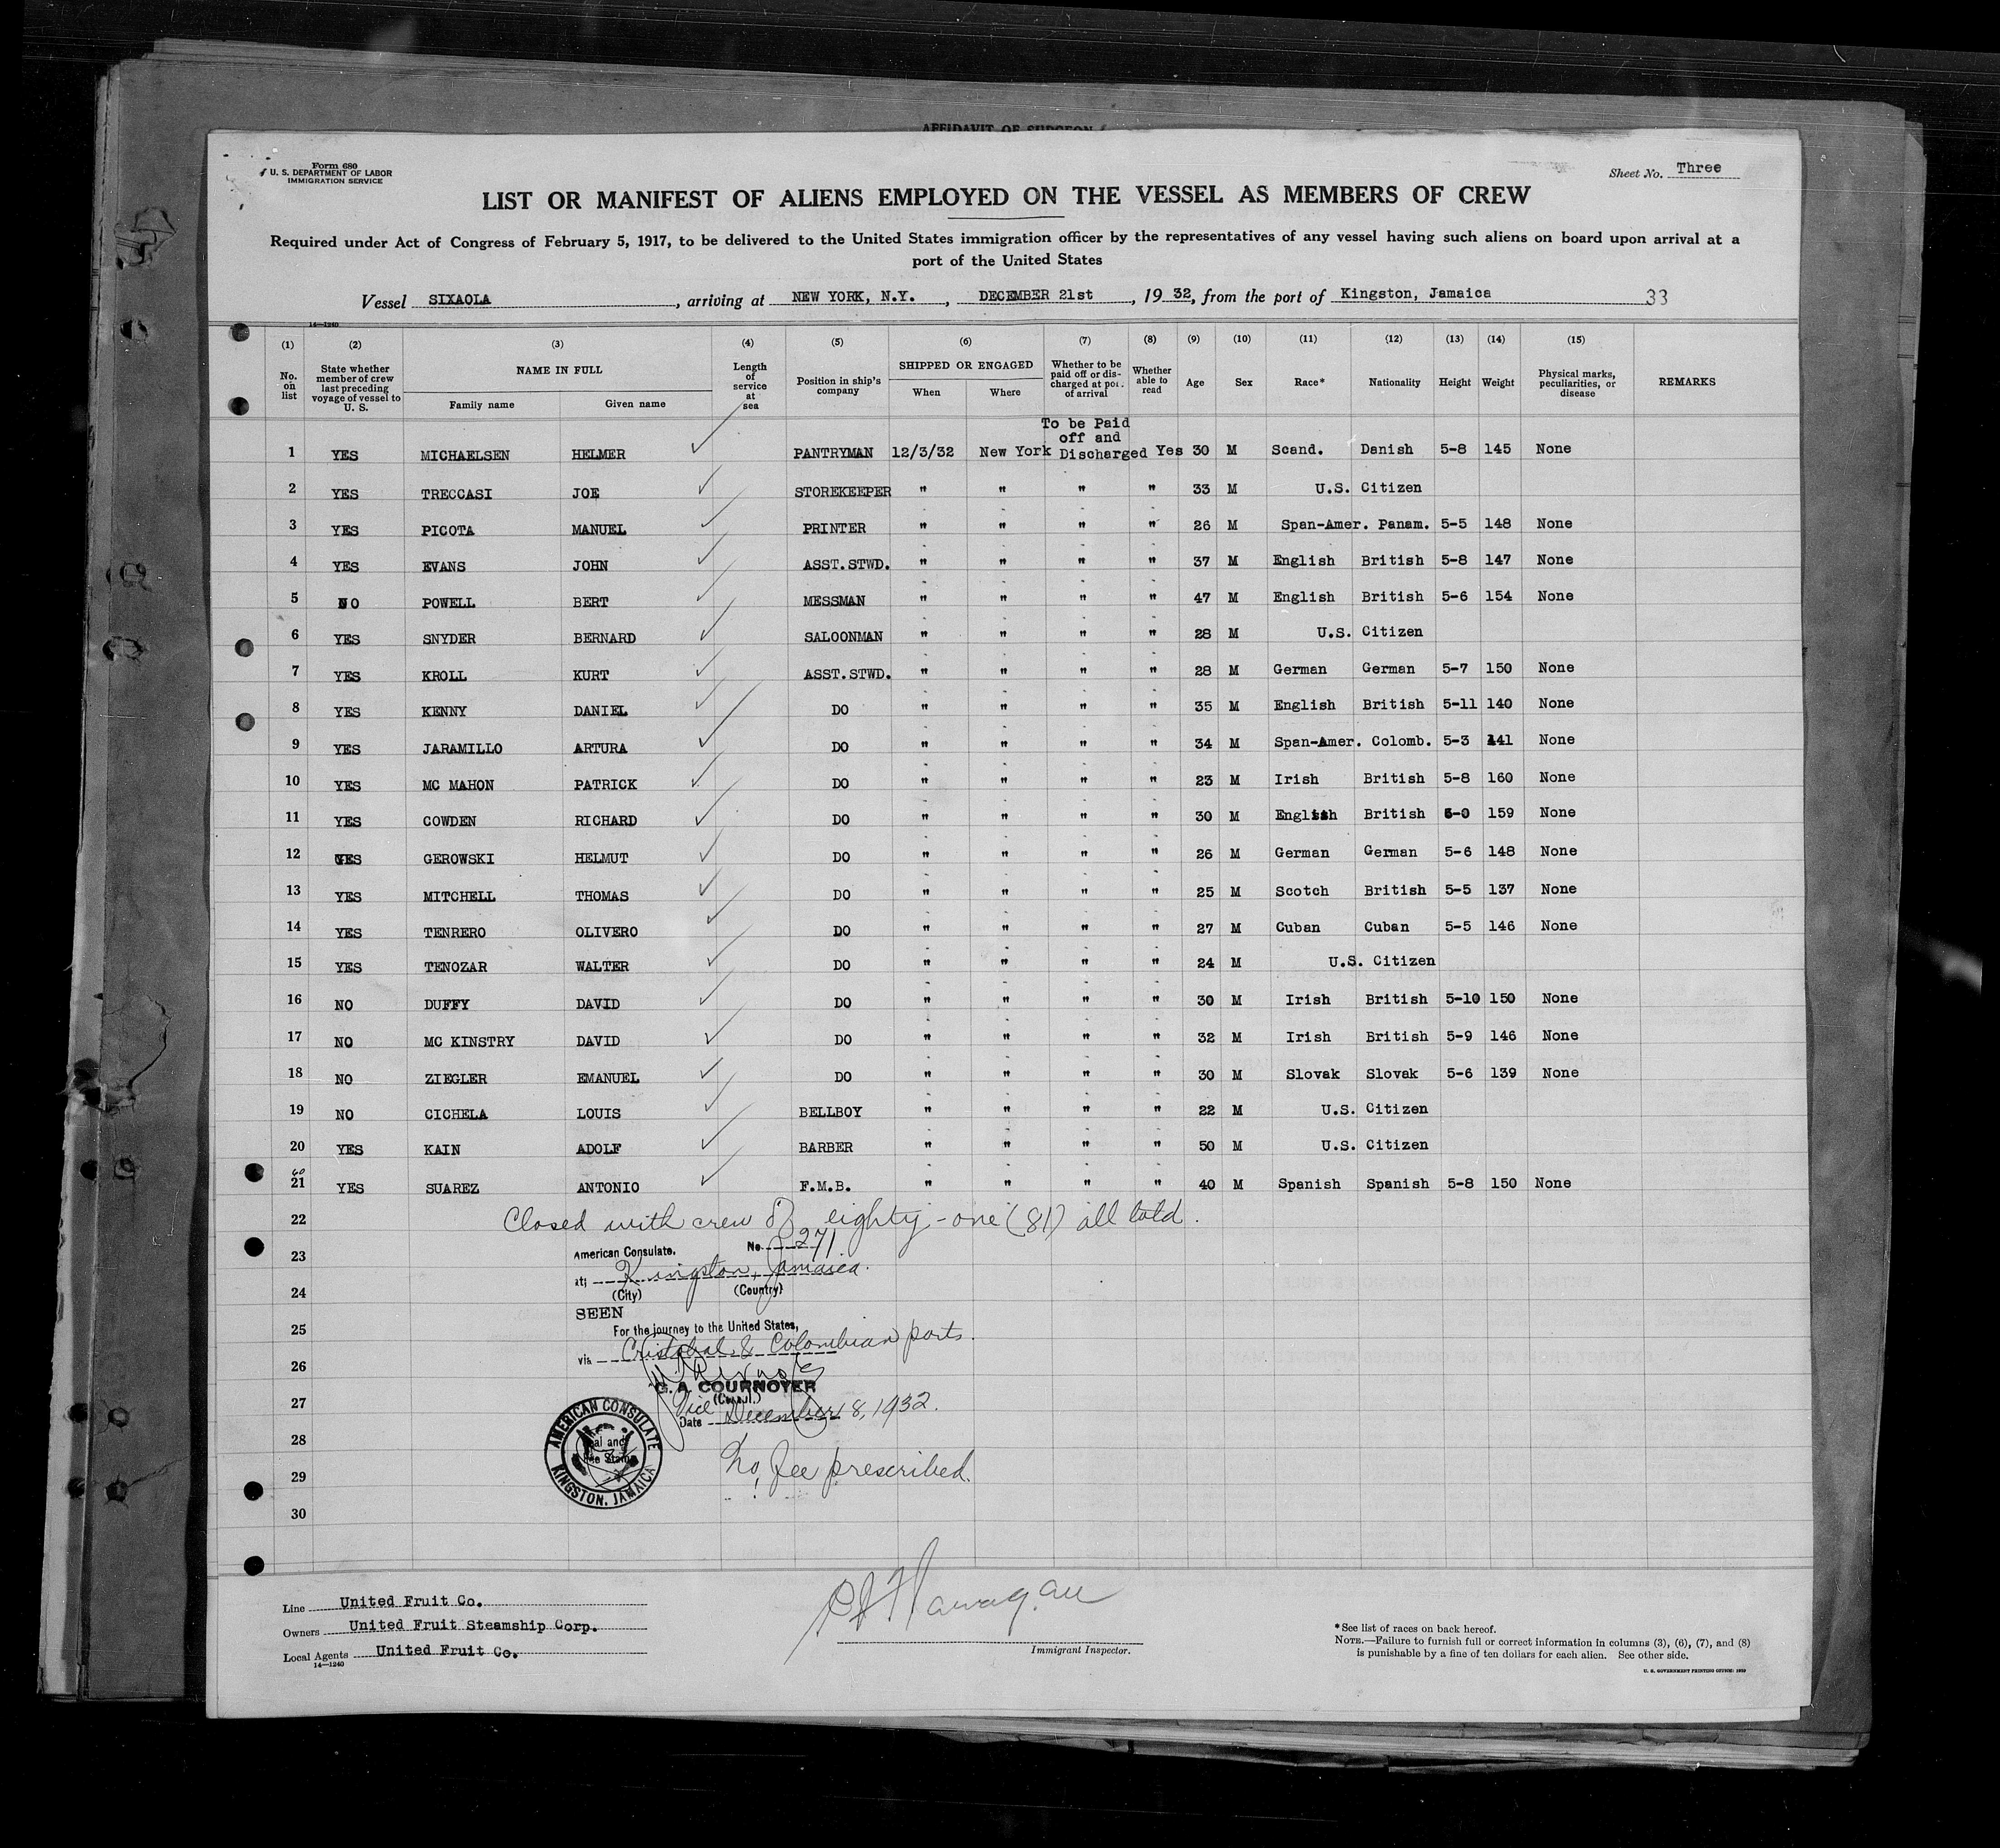 AFFIDAVIT OF SURGEON
Form 680
U. S. DEPARTMENT OF LABOR
IMMIGRATION SERVICE
Sheet No. Three
LIST OR MANIFEST OF ALIENS EMPLOYED ON THE VESSEL AS MEMBERS OF CREW
Required under Act of Congress of February 5, 1917, to be delivered to the United States immigration officer by the representatives of any vessel having such aliens on board upon arrival at a
port of the United States
Vessel SIXAOLA, arriving at NEW YORK, N.Y., DECEMBER 21st, 1932, from the port of Kingston, Jamaica 33
14—1240
(1) (2) (3) (4) (5) (6) (7) (8) (9) (10) (11) (12) (13) (14) (15)
No. on list State whether member of crew last preceding voyage of vessel to U. S. NAME IN FULL Length of service at sea Position in ship's company SHIPPED OR ENGAGED Whether to be paid off or discharged at port of arrival Whether able to read Age Sex Race* Nationality Height Weight Physical marks, peculiarities, or disease REMARKS
Family name Given name When Where
To be Paid
off and
1 YES MICHAELSEN HELMER PANTRYMAN 12/3/32 New York Discharged Yes 30 M Scand. Danish 5-8 145 None
2 YES TRECCASI JOE STOREKEEPER " " " " 33 M U.S. Citizen
3 YES PICOTA MANUEL PRINTER " " " " 26 M Span-Amer. Panam. 5-5 148 None
4 YES EVANS JOHN ASST.STWD. " " " " 37 M English British 5-8 147 None
5 NO POWELL BERT MESSMAN " " " " 47 M English British 5-6 154 None
6 YES SNYDER BERNARD SALOONMAN " " " " 28 M U.S. Citizen
7 YES KROLL KURT ASST.STWD. " " " " 28 M German German 5-7 150 None
8 YES KENNY DANIEL DO " " " " 35 M English British 5-11 140 None
9 YES JARAMILLO ARTURA DO " " " " 34 M Span-Amer. Colomb. 5-3 141 None
10 YES MC MAHON PATRICK DO " " " " 23 M Irish British 5-8 160 None
11 YES COWDEN RICHARD DO " " " " 30 M English British 6-0 159 None
12 YES GEROWSKI HELMUT DO " " " " 26 M German German 5-6 148 None
13 YES MITCHELL THOMAS DO " " " " 25 M Scotch British 5-5 137 None
14 YES TENRERO OLIVERO DO " " " " 27 M Cuban Cuban 5-5 146 None
15 YES TENOZAR WALTER DO " " " " 24 M U.S. Citizen
16 NO DUFFY DAVID DO " " " " 30 M Irish British 5-10 150 None
17 NO MC KINSTRY DAVID DO " " " " 32 M Irish British 5-9 146 None
18 NO ZIEGLER EMANUEL DO " " " " 30 M Slovak Slovak 5-6 139 None
19 NO CICHELA LOUIS BELLBOY " " " " 22 M U.S. Citizen
20 YES KAIN ADOLF BARBER " " " " 50 M U.S. Citizen
60
21 YES SUAREZ ANTONIO F.M.B. " " " " 40 M Spanish Spanish 5-8 150 None
22 Closed with crew of eighty-one (81) all told.
23 American Consulate. No. 271
at Kingston, Jamaica.
24 (City) (Country)
SEEN
25 For the journey to the United States,
via Cristobal & Colombian ports.
26
G. A. COURNOYER
27 Vice (Consul.)
Date December 18, 1932.
28
29 No fee prescribed.
30
AMERICAN CONSULATE
KINGSTON, JAMAICA
Line United Fruit Co.
Owners United Fruit Steamship Corp.
Local Agents United Fruit Co.
14—1240
Immigrant Inspector.
*See list of races on back hereof.
NOTE.—Failure to furnish full or correct information in columns (3), (6), (7), and (8)
is punishable by a fine of ten dollars for each alien. See other side.
U. S. GOVERNMENT PRINTING OFFICE: 1929